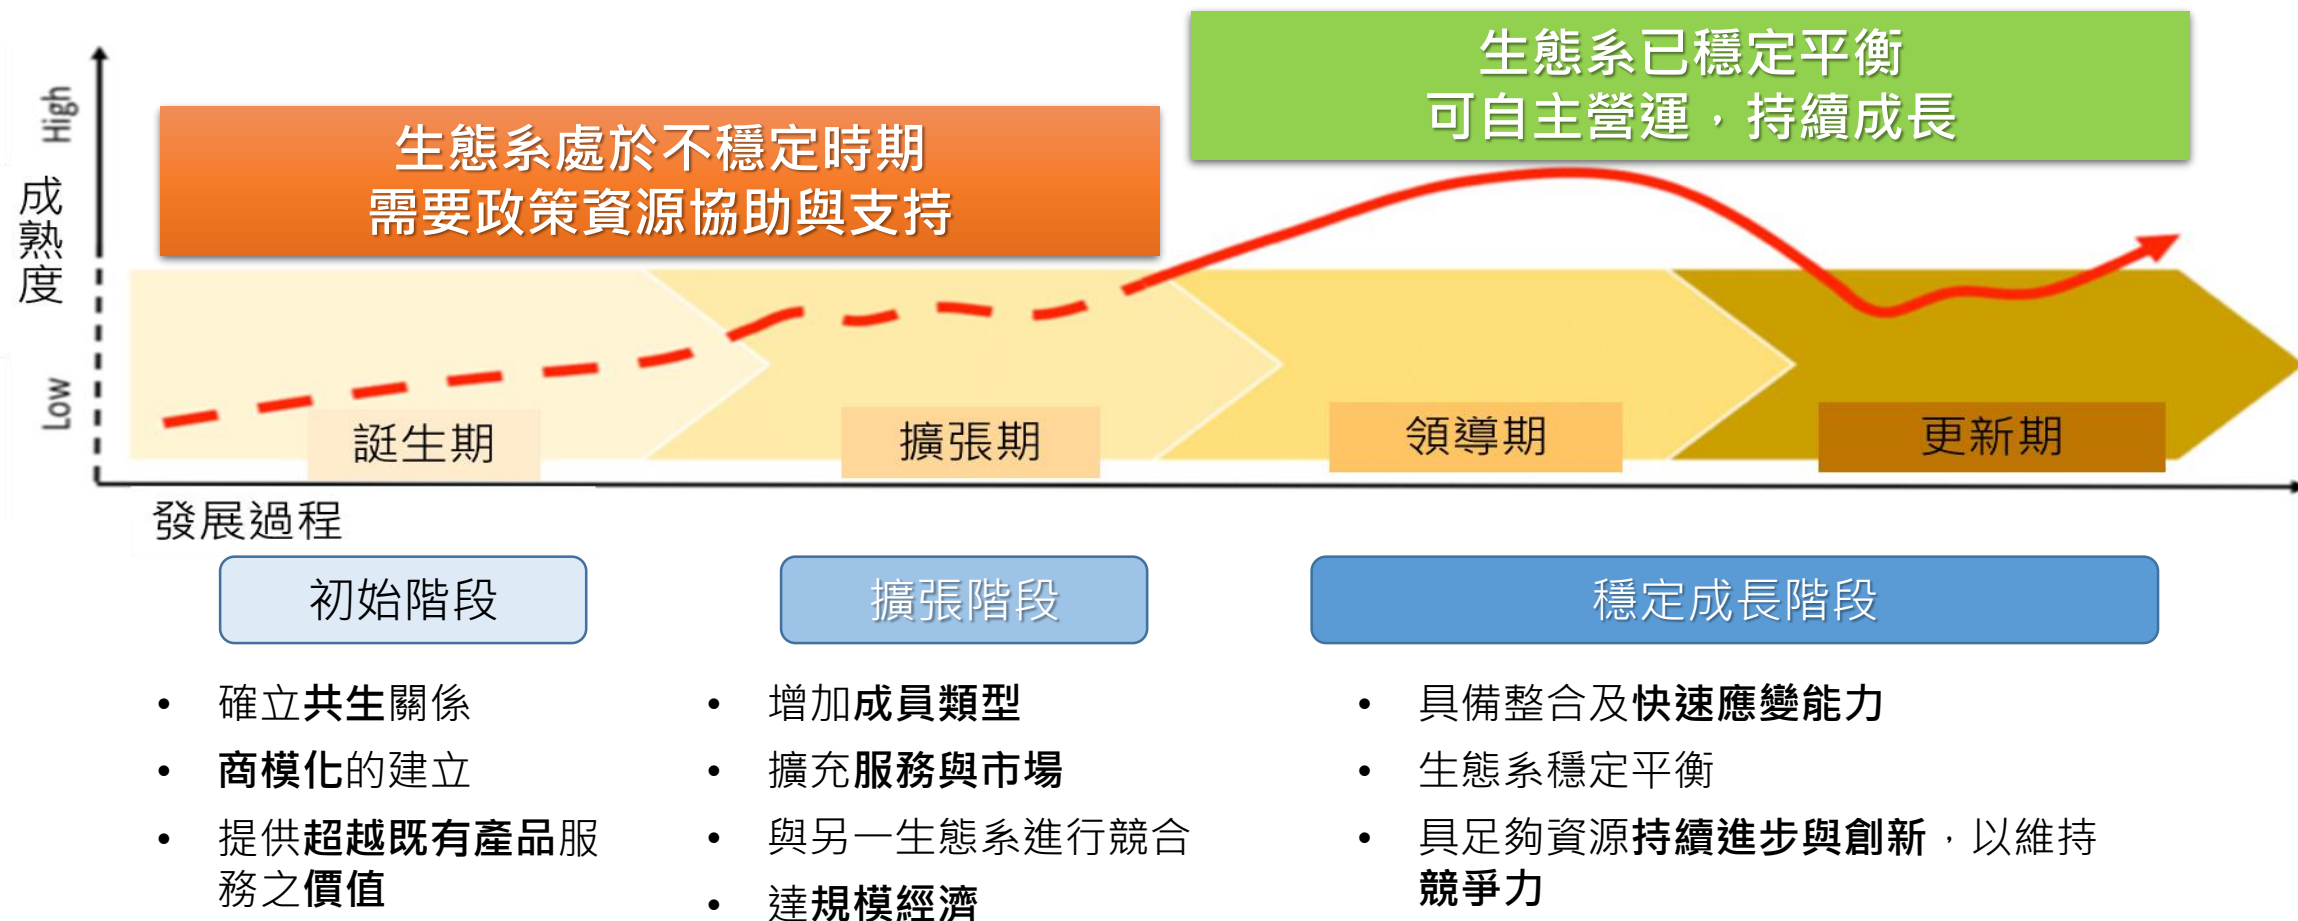 生態系已穩定平衡
可自主營運，持續成長
生態系處於不穩定時期
需要政策資源協助與支持
High
成熟度
Low
誕生期
擴張期
領導期
更新期
發展過程
初始階段
• 確立共生關係
• 商模化的建立
• 提供超越既有產品服
務之價值
擴張階段
• 增加成員類型
• 擴充服務與市場
• 與另一生態系進行競合
• 達規模經濟
穩定成長階段
• 具備整合及快速應變能力
• 生態系穩定平衡
• 具足夠資源持續進步與創新，以維持
競爭力